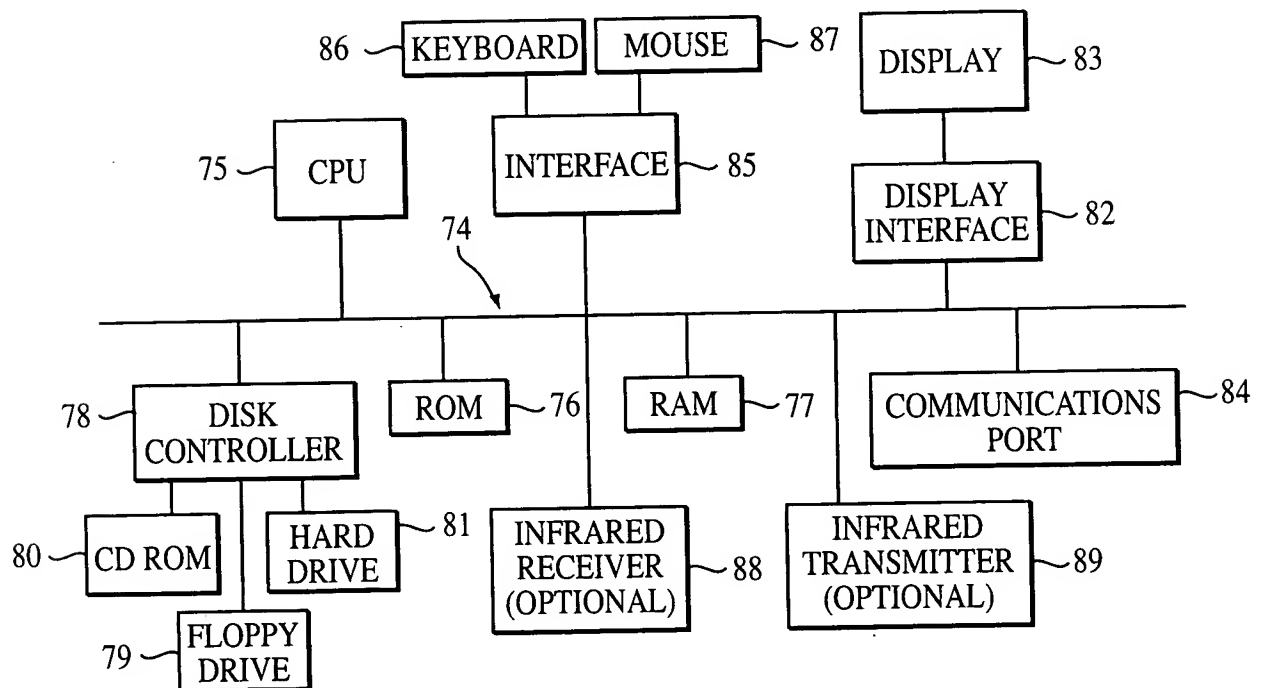 86
KEYBOARD
MOUSE
87
DISPLAY
83
75
CPU
INTERFACE
85
DISPLAY
INTERFACE
82
74
78
DISK
CONTROLLER
ROM
76
RAM
77
COMMUNICATIONS
PORT
84
80
CD ROM
HARD
DRIVE
81
INFRARED
RECEIVER
(OPTIONAL)
88
INFRARED
TRANSMITTER
(OPTIONAL)
89
79
FLOPPY
DRIVE